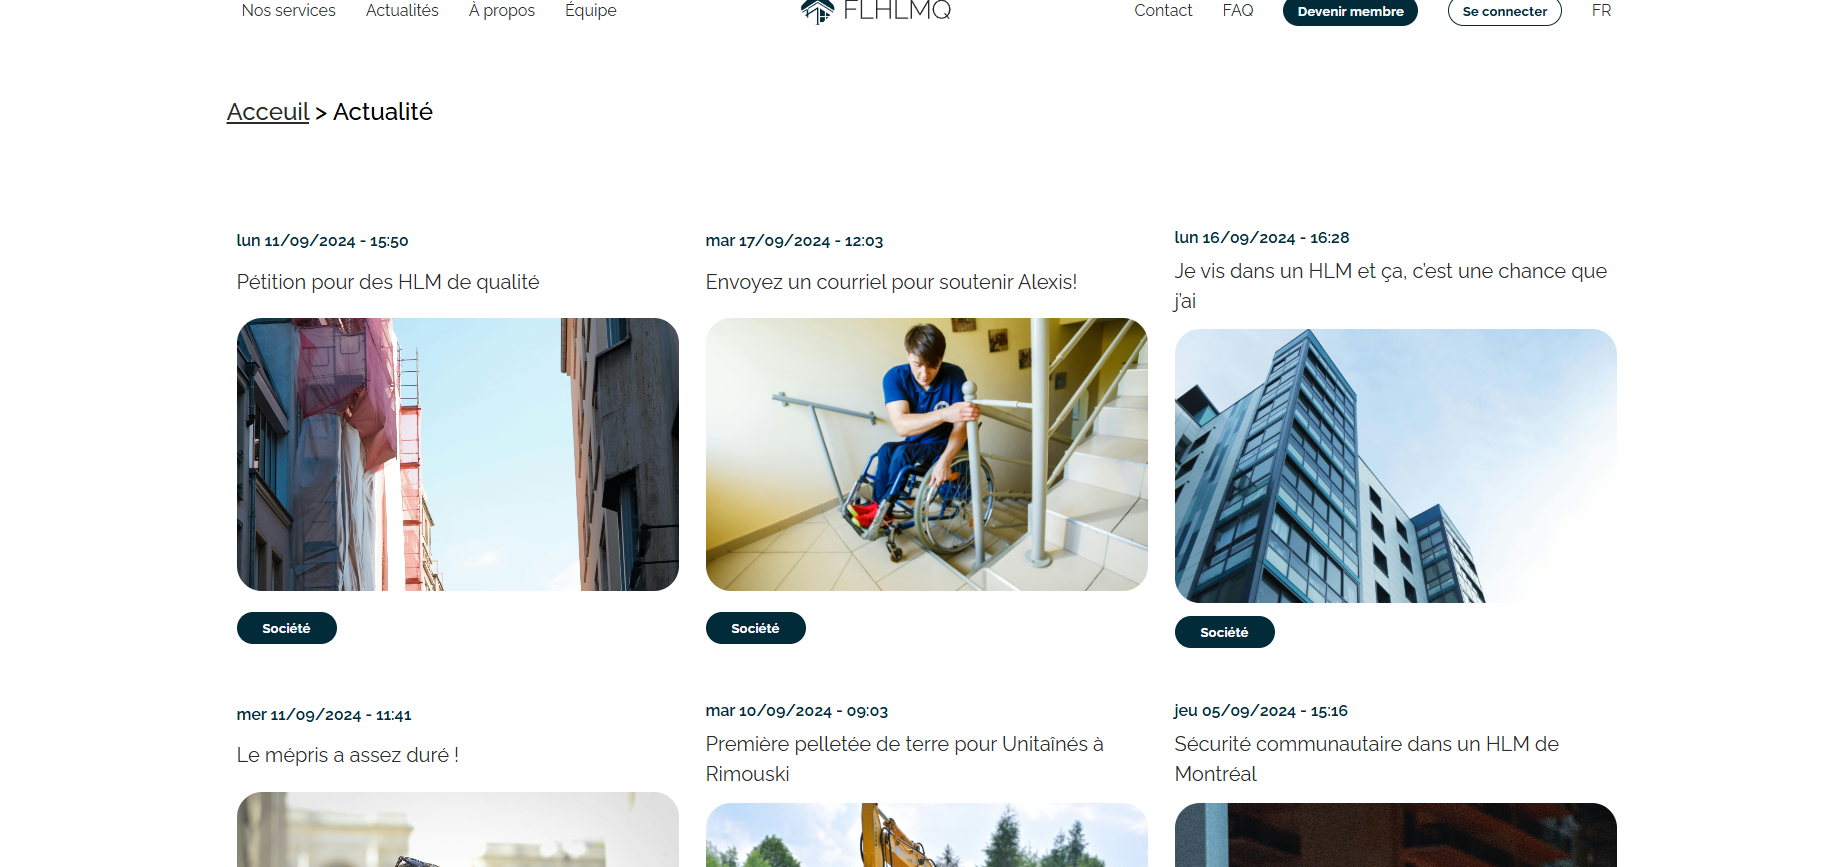 Nos services
Actualités
À propos
Équipe
FLHLMQ
Contact
FAQ
Devenir membre
Se connecter
FR
Acceuil > Actualité
lun 11/09/2024 - 15:50
Pétition pour des HLM de qualité
Société
mar 17/09/2024 - 12:03
Envoyez un courriel pour soutenir Alexis!
Société
lun 16/09/2024 - 16:28
Je vis dans un HLM et ça, c'est une chance que
j'ai
Société
mer 11/09/2024 - 11:41
Le mépris a assez duré !
mar 10/09/2024 - 09:03
Première pelletée de terre pour Unitaînés à
Rimouski
jeu 05/09/2024 - 15:16
Sécurité communautaire dans un HLM de
Montréal